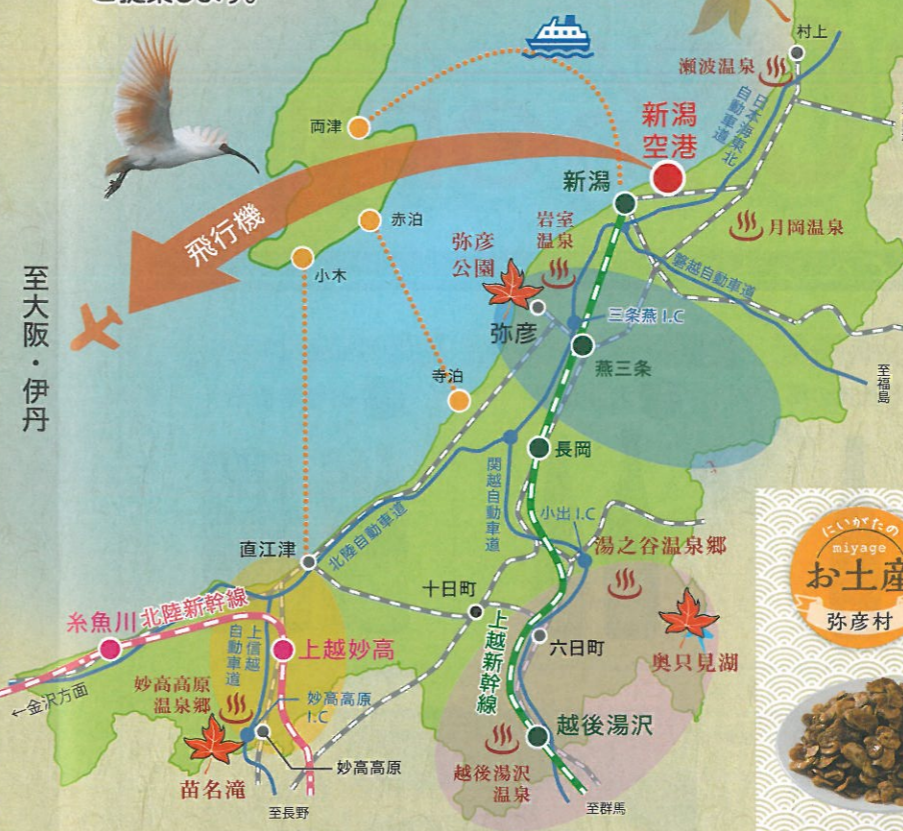 ご提案します。
村上
瀬波温泉
日本海東北
自動車道
両津
新潟
空港
新潟
赤泊
月岡温泉
飛行機
岩室
温泉
弥彦
公園
小木
磐越自動車道
至大阪・伊丹
三条燕I.C
弥彦
燕三条
至福島
寺泊
長岡
関越自動車道
小出I.C
北陸自動車道
湯之谷温泉郷
直江津
にいがたの
miyage
お土産
弥彦村
十日町
糸魚川
北陸新幹線
上信越
自動車道
上越妙高
上越新幹線
六日町
奥只見湖
←金沢方面
妙高高原
温泉郷
妙高高原
I.C
越後湯沢
妙高高原
越後湯沢
温泉
苗名滝
至長野
至群馬